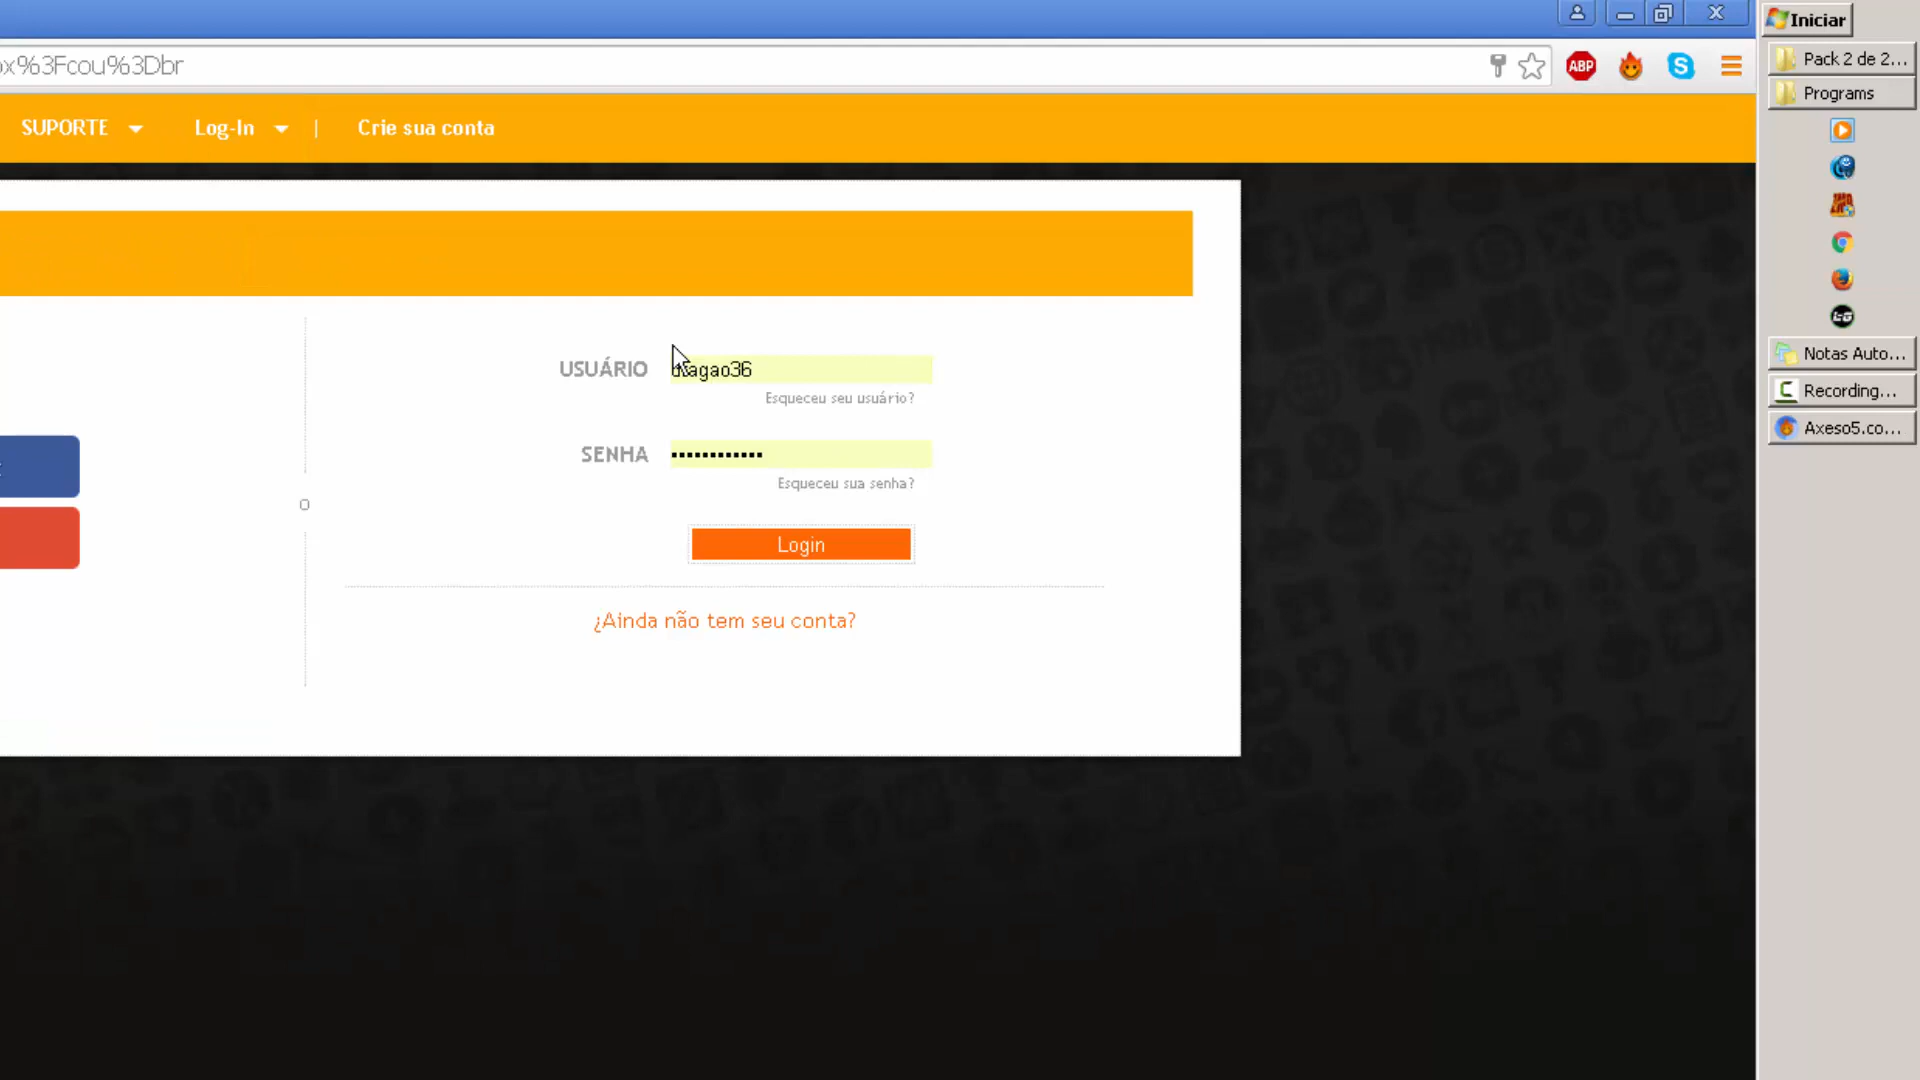 Iniciar
ox%3Fcou%3Dbr
ABP
Pack 2 de 2...
Programs
SUPORTE Log-In | Crie sua conta
USUÁRIO
Esqueceu seu usuário?
SENHA ••••••••••••
Esqueceu sua senha?
o
Login
¿Ainda não tem seu conta?
Notas Auto...
Recording...
Axeso5.co...